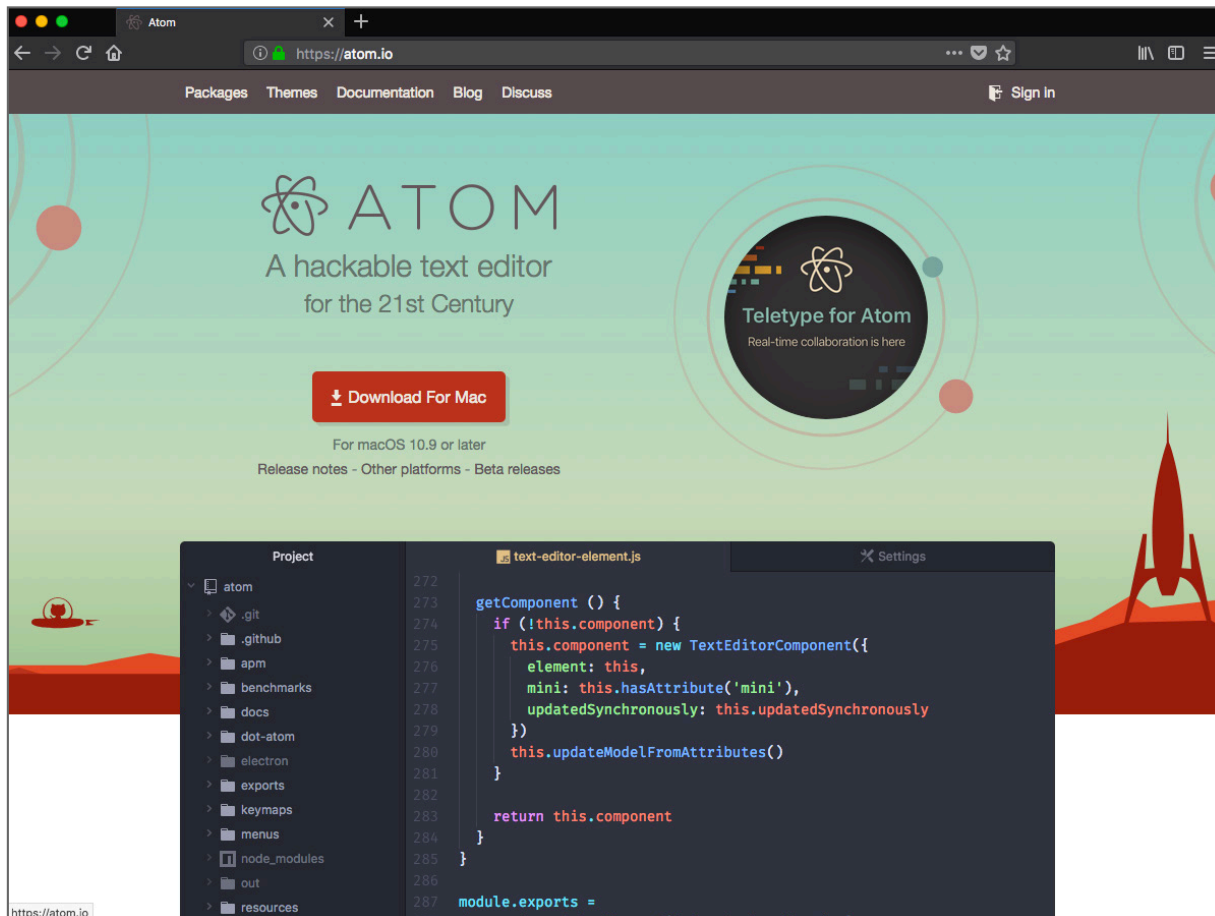 Atom
https://atom.io
Packages Themes Documentation Blog Discuss Sign in
ATOM
A hackable text editor
for the 21st Century
Teletype for Atom
Real-time collaboration is here
Download For Mac
For macOS 10.9 or later
Release notes - Other platforms - Beta releases
Project
atom
.git
.github
apm
benchmarks
docs
dot-atom
electron
exports
keymaps
menus
node_modules
out
resources
JS text-editor-element.js
Settings
272
273 getComponent () {
274 if (!this.component) {
275 this.component = new TextEditorComponent({
276 element: this,
277 mini: this.hasAttribute('mini'),
278 updatedSynchronously: this.updatedSynchronously
279 })
280 this.updateModelFromAttributes()
281 }
282
283 return this.component
284 }
285 }
286
287 module.exports =
https://atom.io